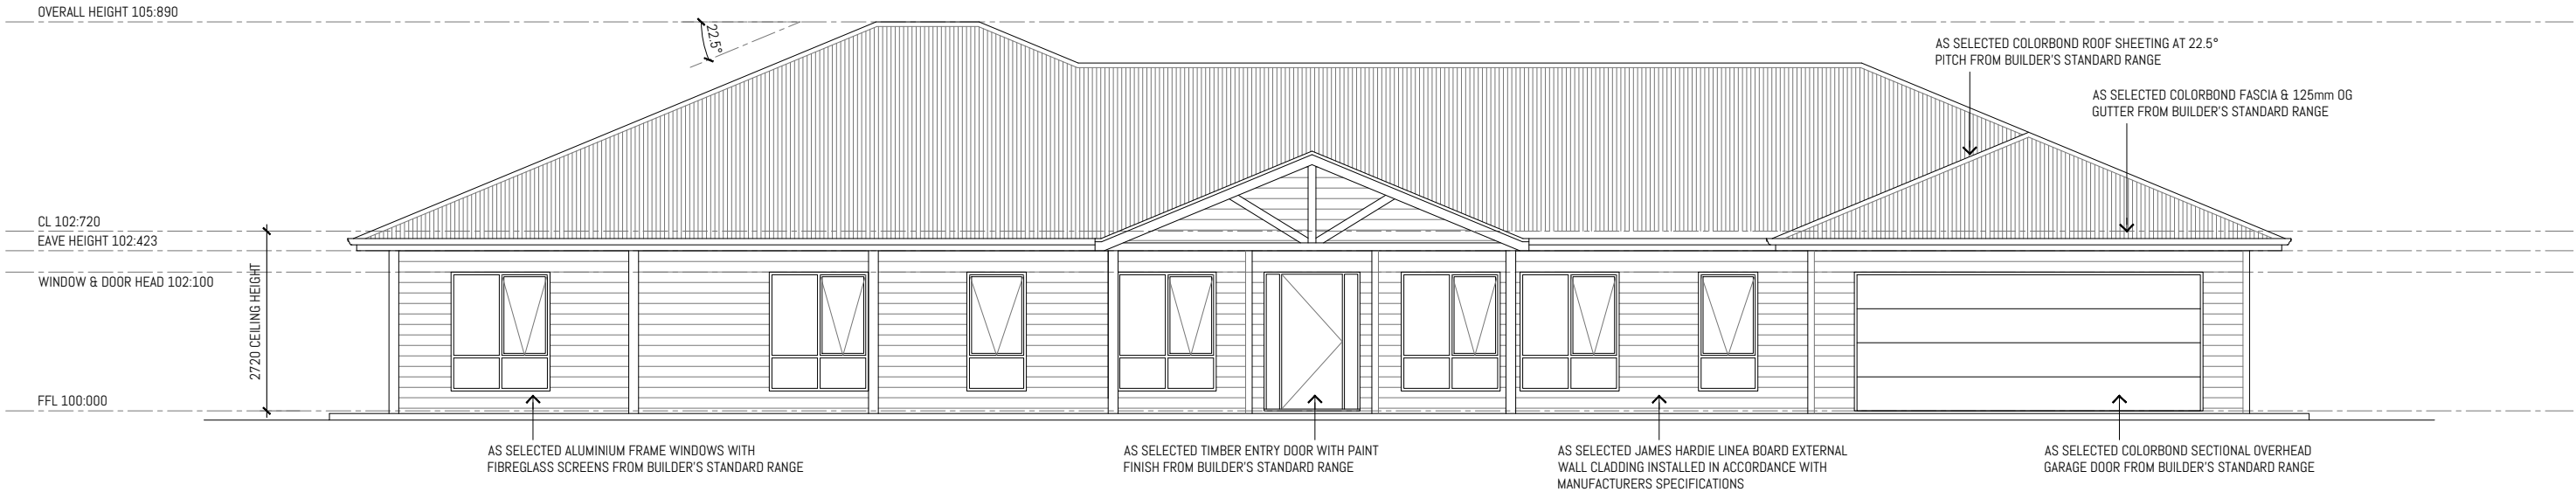 OVERALL HEIGHT 105:890
22.5°
AS SELECTED COLORBOND ROOF SHEETING AT 22.5°
PITCH FROM BUILDER'S STANDARD RANGE
AS SELECTED COLORBOND FASCIA & 125mm OG
GUTTER FROM BUILDER'S STANDARD RANGE
CL 102:720
EAVE HEIGHT 102:423
WINDOW & DOOR HEAD 102:100
2720 CEILING HEIGHT
FFL 100:000
AS SELECTED ALUMINIUM FRAME WINDOWS WITH
FIBREGLASS SCREENS FROM BUILDER'S STANDARD RANGE
AS SELECTED TIMBER ENTRY DOOR WITH PAINT
FINISH FROM BUILDER'S STANDARD RANGE
AS SELECTED JAMES HARDIE LINEA BOARD EXTERNAL
WALL CLADDING INSTALLED IN ACCORDANCE WITH
MANUFACTURERS SPECIFICATIONS
AS SELECTED COLORBOND SECTIONAL OVERHEAD
GARAGE DOOR FROM BUILDER'S STANDARD RANGE